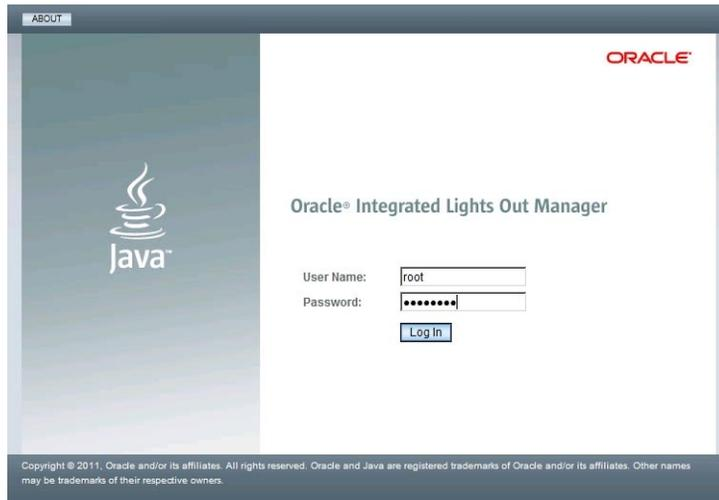 ABOUT
ORACLE®
Java™
Oracle® Integrated Lights Out Manager
User Name: root
Password: ●●●●●●●●
Log In
Copyright © 2011, Oracle and/or its affiliates. All rights reserved. Oracle and Java are registered trademarks of Oracle and/or its affiliates. Other names
may be trademarks of their respective owners.